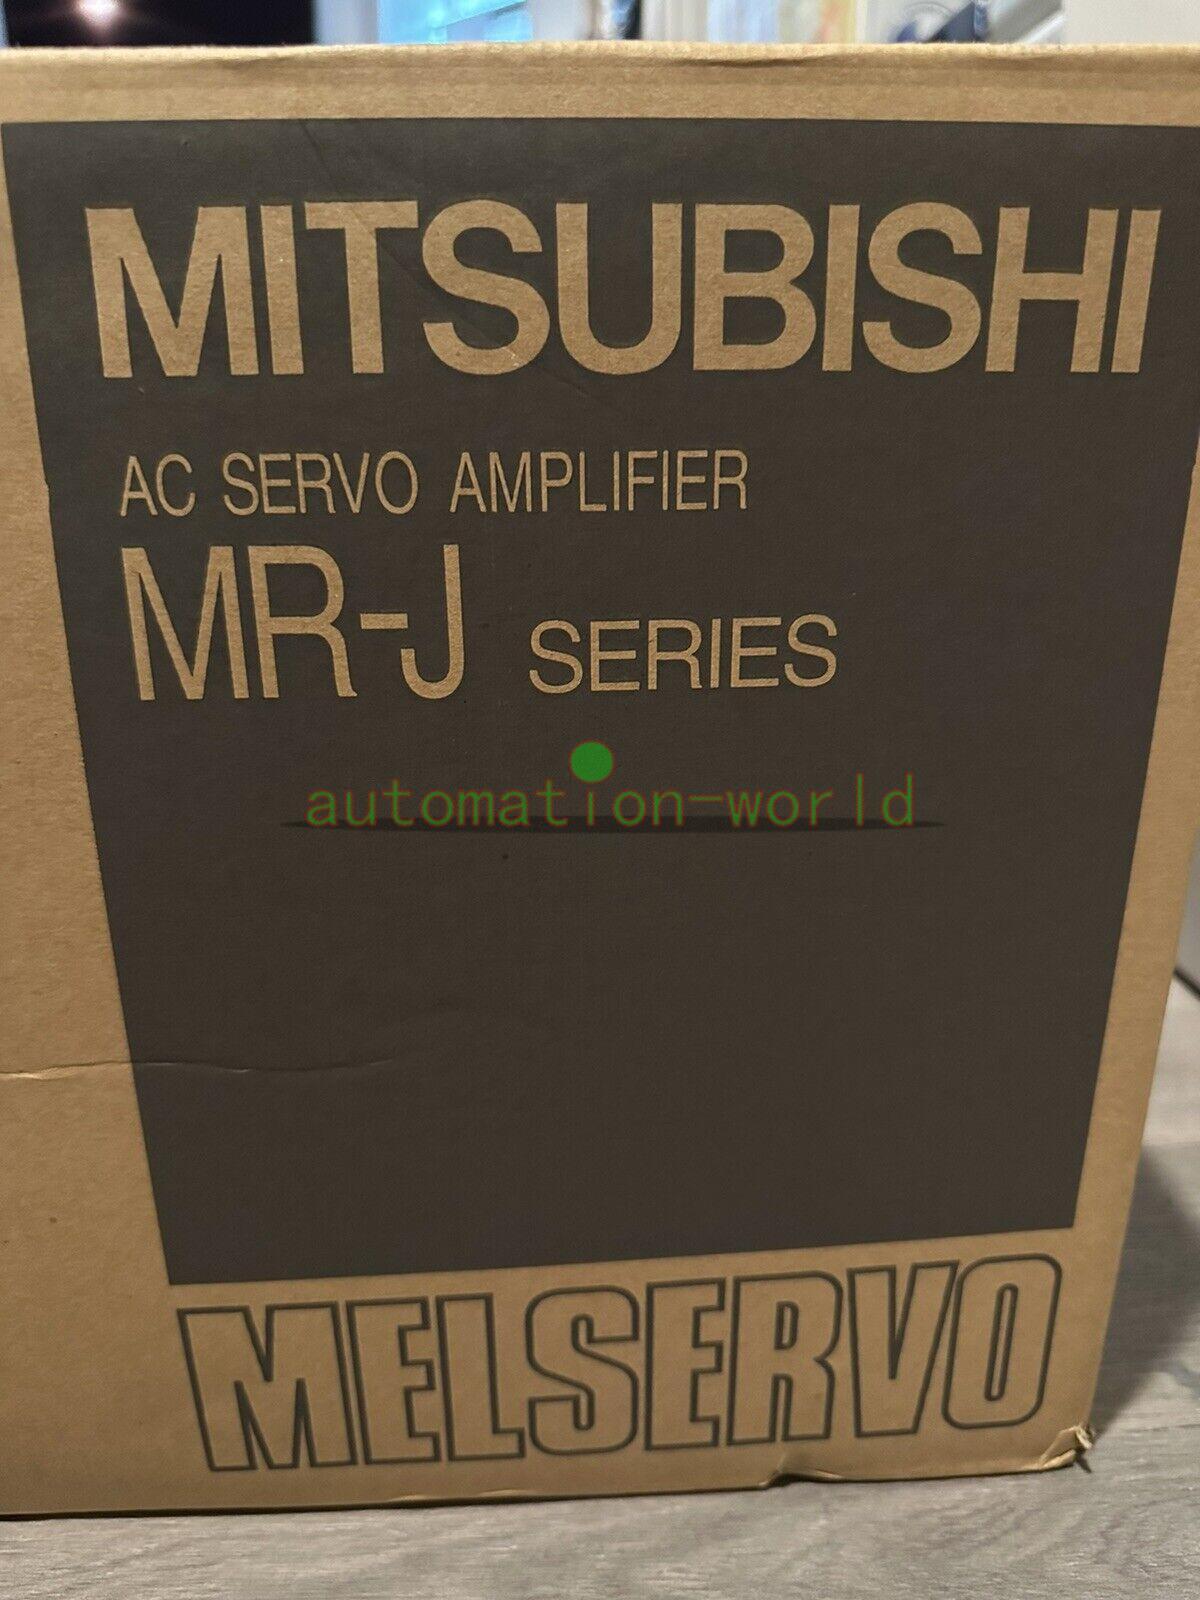 MITSUBISHI
AC SERVO AMPLIFIER
MR-J SERIES
automation-world
MELSERVO